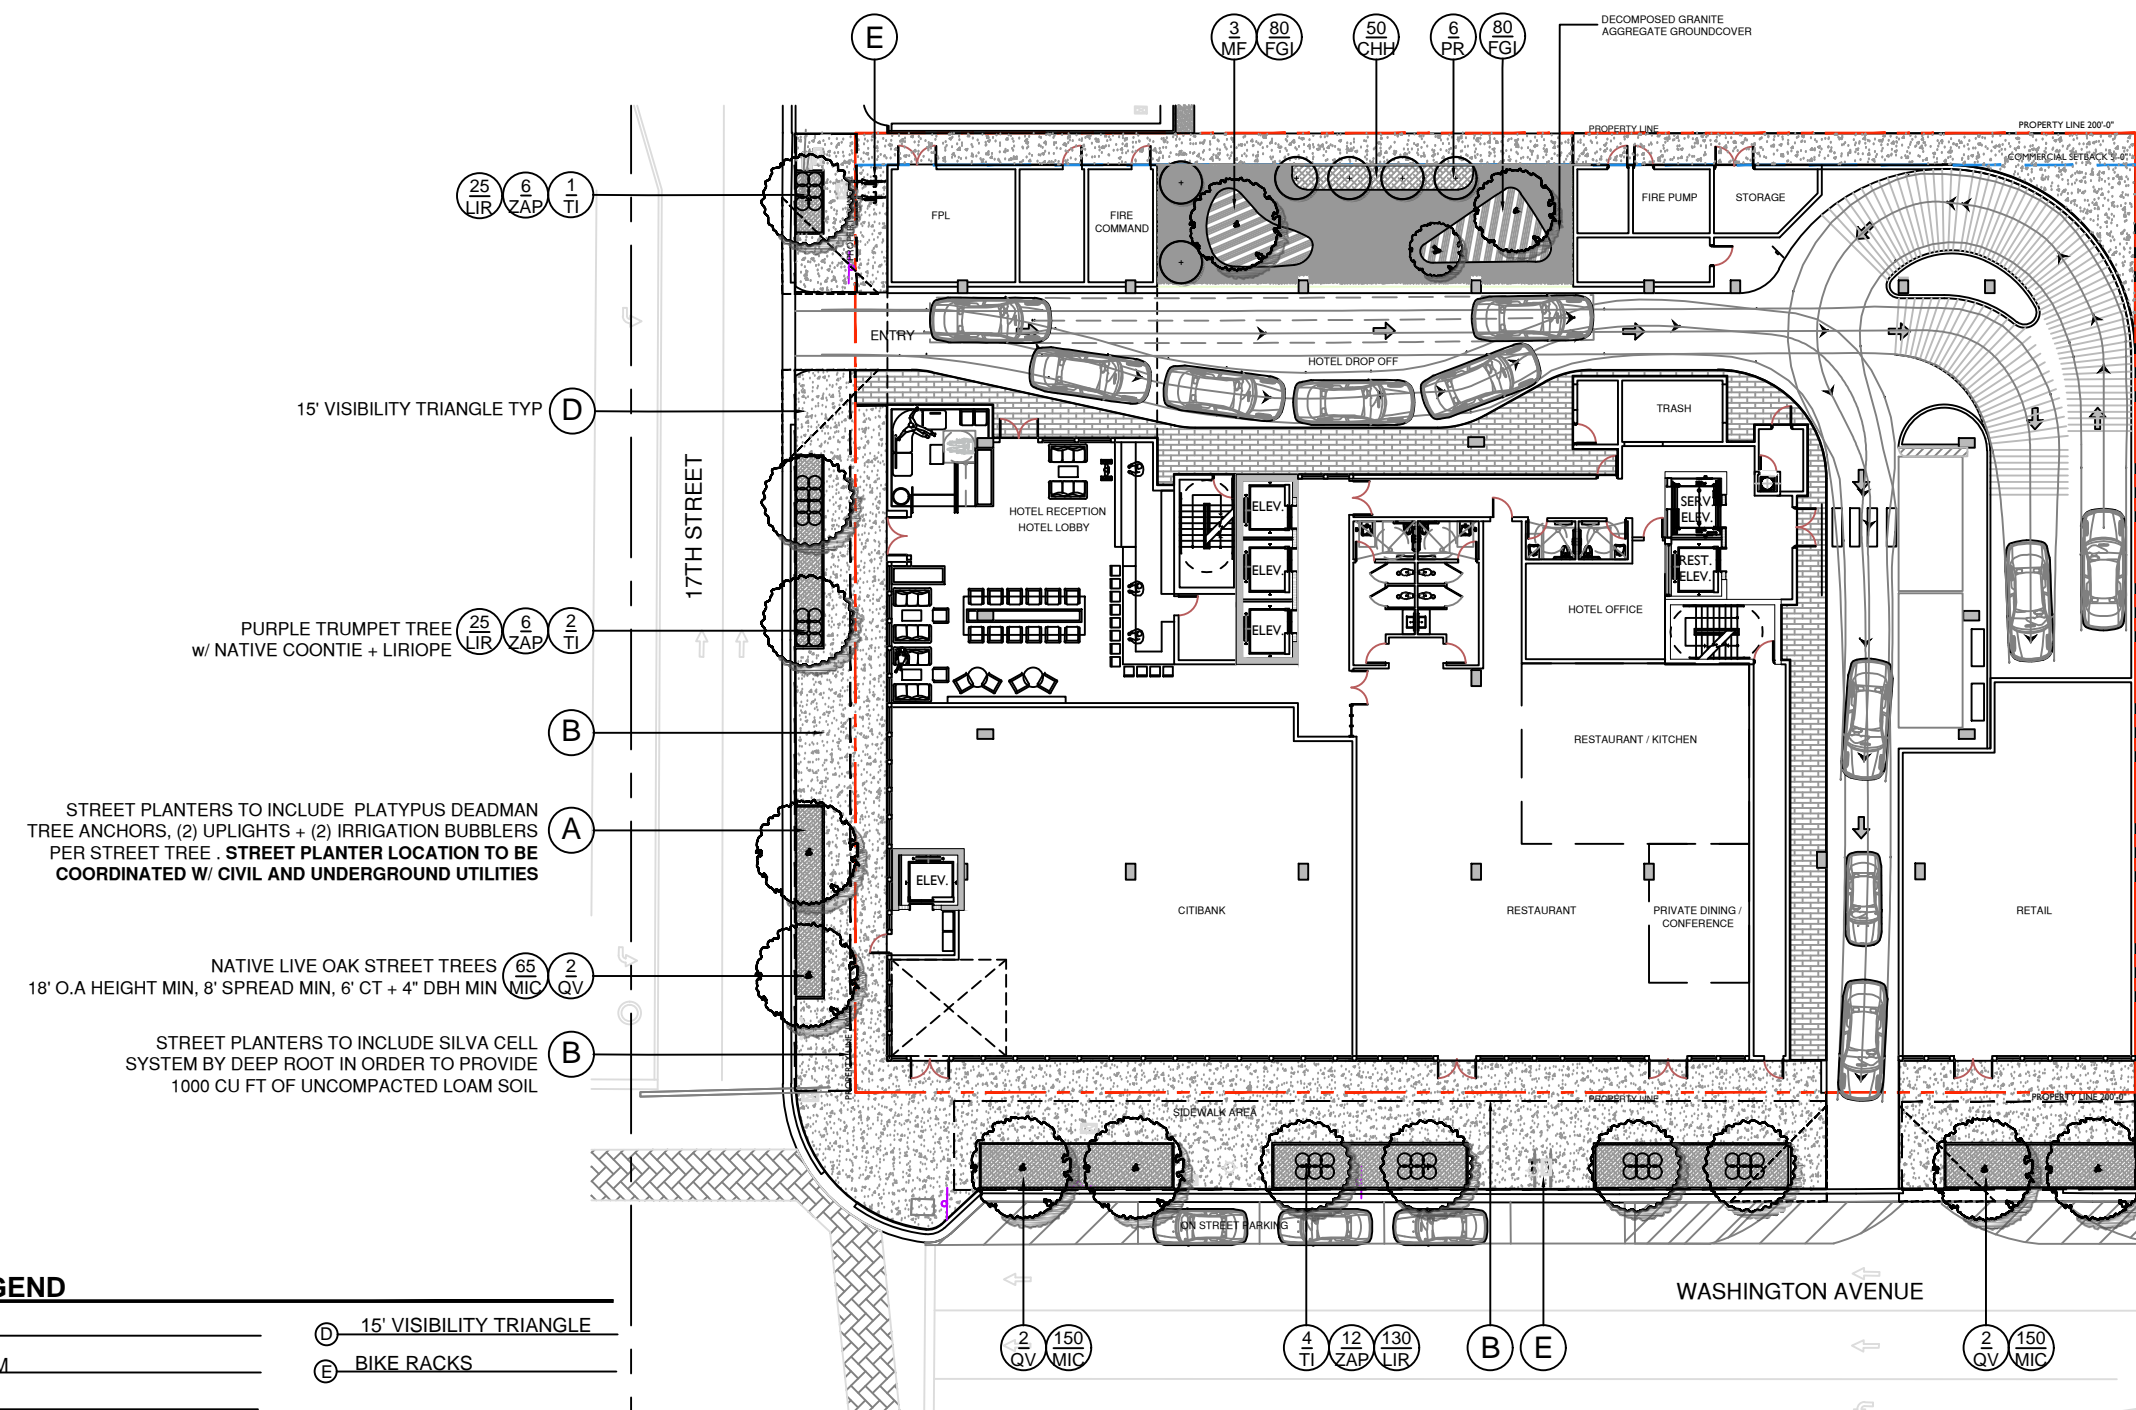 E
3
MF
80
FGI
50
CHH
6
PR
80
FGI
DECOMPOSED GRANITE
AGGREGATE GROUNDCOVER
PROPERTY LINE
PROPERTY LINE 200'-0"
COMMERCIAL SETBACK 5'-0"
25
LIR
6
ZAP
1
TI
FPL
FIRE
COMMAND
FIRE PUMP
STORAGE
ENTRY
HOTEL DROP OFF
15' VISIBILITY TRIANGLE TYP
D
TRASH
17TH STREET
HOTEL RECEPTION
HOTEL LOBBY
ELEV.
ELEV.
ELEV.
SERV.
ELEV.
REST.
ELEV.
HOTEL OFFICE
PURPLE TRUMPET TREE
w/ NATIVE COONTIE + LIRIOPE
25
LIR
6
ZAP
2
TI
B
RESTAURANT / KITCHEN
STREET PLANTERS TO INCLUDE PLATYPUS DEADMAN
TREE ANCHORS, (2) UPLIGHTS + (2) IRRIGATION BUBBLERS
PER STREET TREE . STREET PLANTER LOCATION TO BE
COORDINATED W/ CIVIL AND UNDERGROUND UTILITIES
A
ELEV.
CITIBANK
RESTAURANT
PRIVATE DINING /
CONFERENCE
RETAIL
NATIVE LIVE OAK STREET TREES
18' O.A HEIGHT MIN, 8' SPREAD MIN, 6' CT + 4" DBH MIN
65
MIC
2
QV
STREET PLANTERS TO INCLUDE SILVA CELL
SYSTEM BY DEEP ROOT IN ORDER TO PROVIDE
1000 CU FT OF UNCOMPACTED LOAM SOIL
B
PROPERTY LINE
SIDEWALK AREA
PROPERTY LINE
PROPERTY LINE 200'-0"
ON STREET PARKING
WASHINGTON AVENUE
2
QV
150
MIC
4
TI
12
ZAP
130
LIR
B
E
2
QV
150
MIC
GEND
D
15' VISIBILITY TRIANGLE
M
E
BIKE RACKS